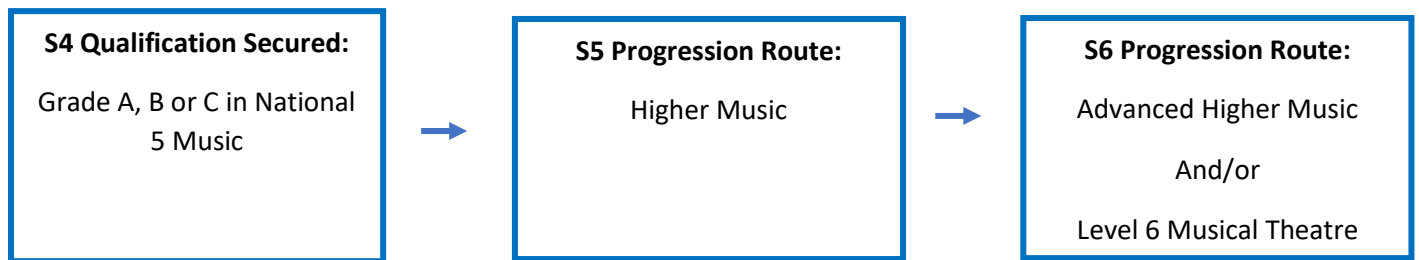 S4 Qualification Secured:
Grade A, B or C in National
5 Music
S5 Progression Route:
Higher Music
S6 Progression Route:
Advanced Higher Music
And/or
Level 6 Musical Theatre